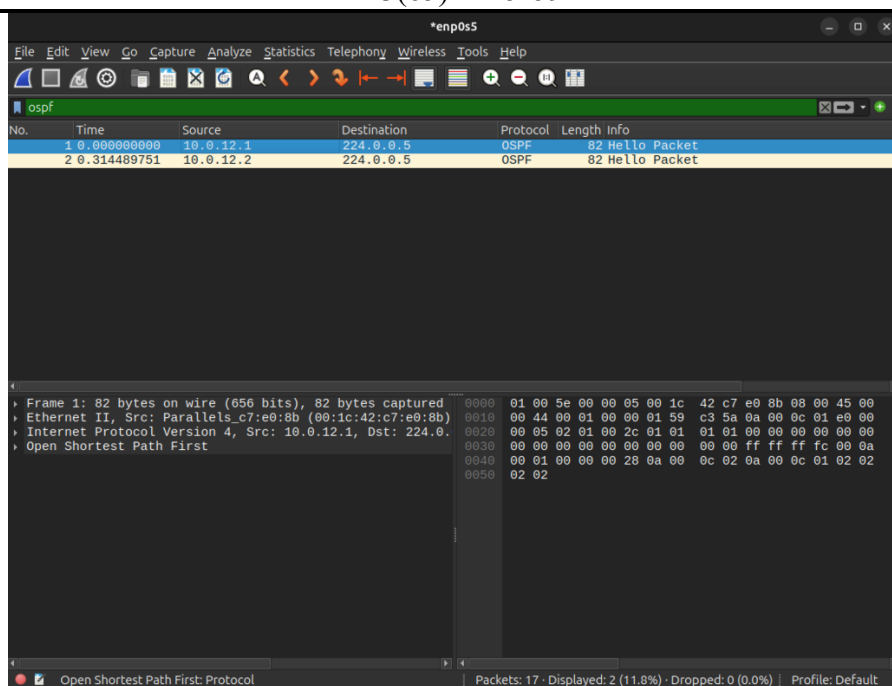 *enp0s5
File Edit View Go Capture Analyze Statistics Telephony Wireless Tools Help
ospf
No. Time Source Destination Protocol Length Info
1 0.000000000 10.0.12.1 224.0.0.5 OSPF 82 Hello Packet
2 0.314489751 10.0.12.2 224.0.0.5 OSPF 82 Hello Packet
Frame 1: 82 bytes on wire (656 bits), 82 bytes captured
Ethernet II, Src: Parallels_c7:e0:8b (00:1c:42:c7:e0:8b)
Internet Protocol Version 4, Src: 10.0.12.1, Dst: 224.0.
Open Shortest Path First
0000 01 00 5e 00 00 05 00 1c 42 c7 e0 8b 08 00 45 00
0010 00 44 00 01 00 00 01 59 c3 5a 0a 00 0c 01 e0 00
0020 00 05 02 01 00 2c 01 01 01 01 00 00 00 00 00 00
0030 00 00 00 00 00 00 00 00 00 00 ff ff ff fc 00 0a
0040 00 01 00 00 00 28 0a 00 0c 02 0a 00 0c 01 02 02
0050 02 02
Open Shortest Path First: Protocol
Packets: 17 · Displayed: 2 (11.8%) · Dropped: 0 (0.0%)
Profile: Default